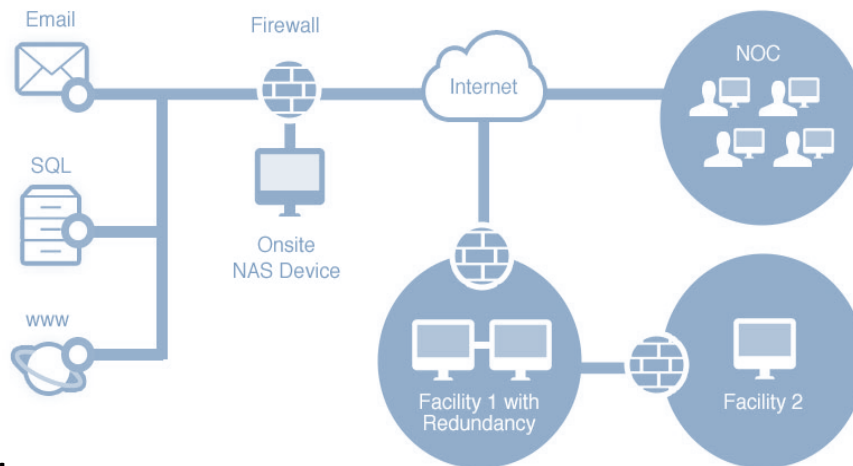 Email
Firewall
NOC
Internet
SQL
Onsite
NAS Device
www
Facility 1 with
Redundancy
Facility 2